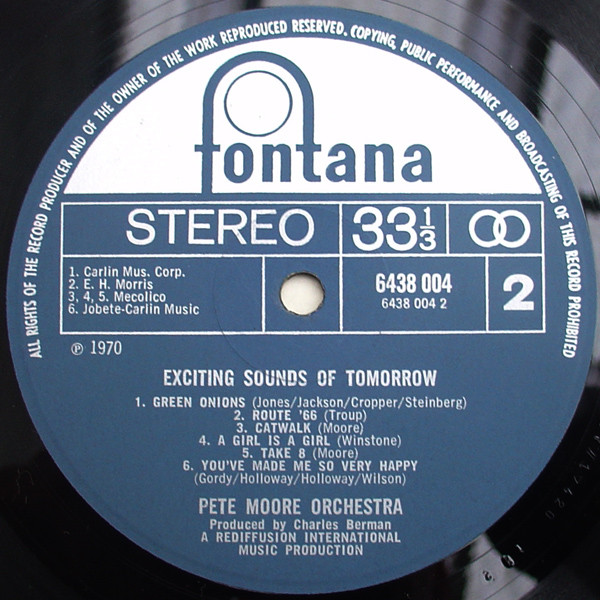 ALL RIGHTS OF THE RECORD PRODUCER AND OF THE OWNER OF THE WORK REPRODUCED RESERVED. COPYING, PUBLIC PERFORMANCE AND BROADCASTING OF THIS RECORD PROHIBITED
fontana
STEREO
33 1/3
1. Carlin Mus. Corp.
2. E. H. Morris
3, 4, 5. Mecolico
6. Jobete-Carlin Music
6438 004
6438 004 2
2
℗ 1970
EXCITING SOUNDS OF TOMORROW
1. GREEN ONIONS (Jones/Jackson/Cropper/Steinberg)
2. ROUTE '66 (Troup)
3. CATWALK (Moore)
4. A GIRL IS A GIRL (Winstone)
5. TAKE 8 (Moore)
6. YOU'VE MADE ME SO VERY HAPPY
(Gordy/Holloway/Holloway/Wilson)
PETE MOORE ORCHESTRA
Produced by Charles Berman
A REDIFFUSION INTERNATIONAL
MUSIC PRODUCTION